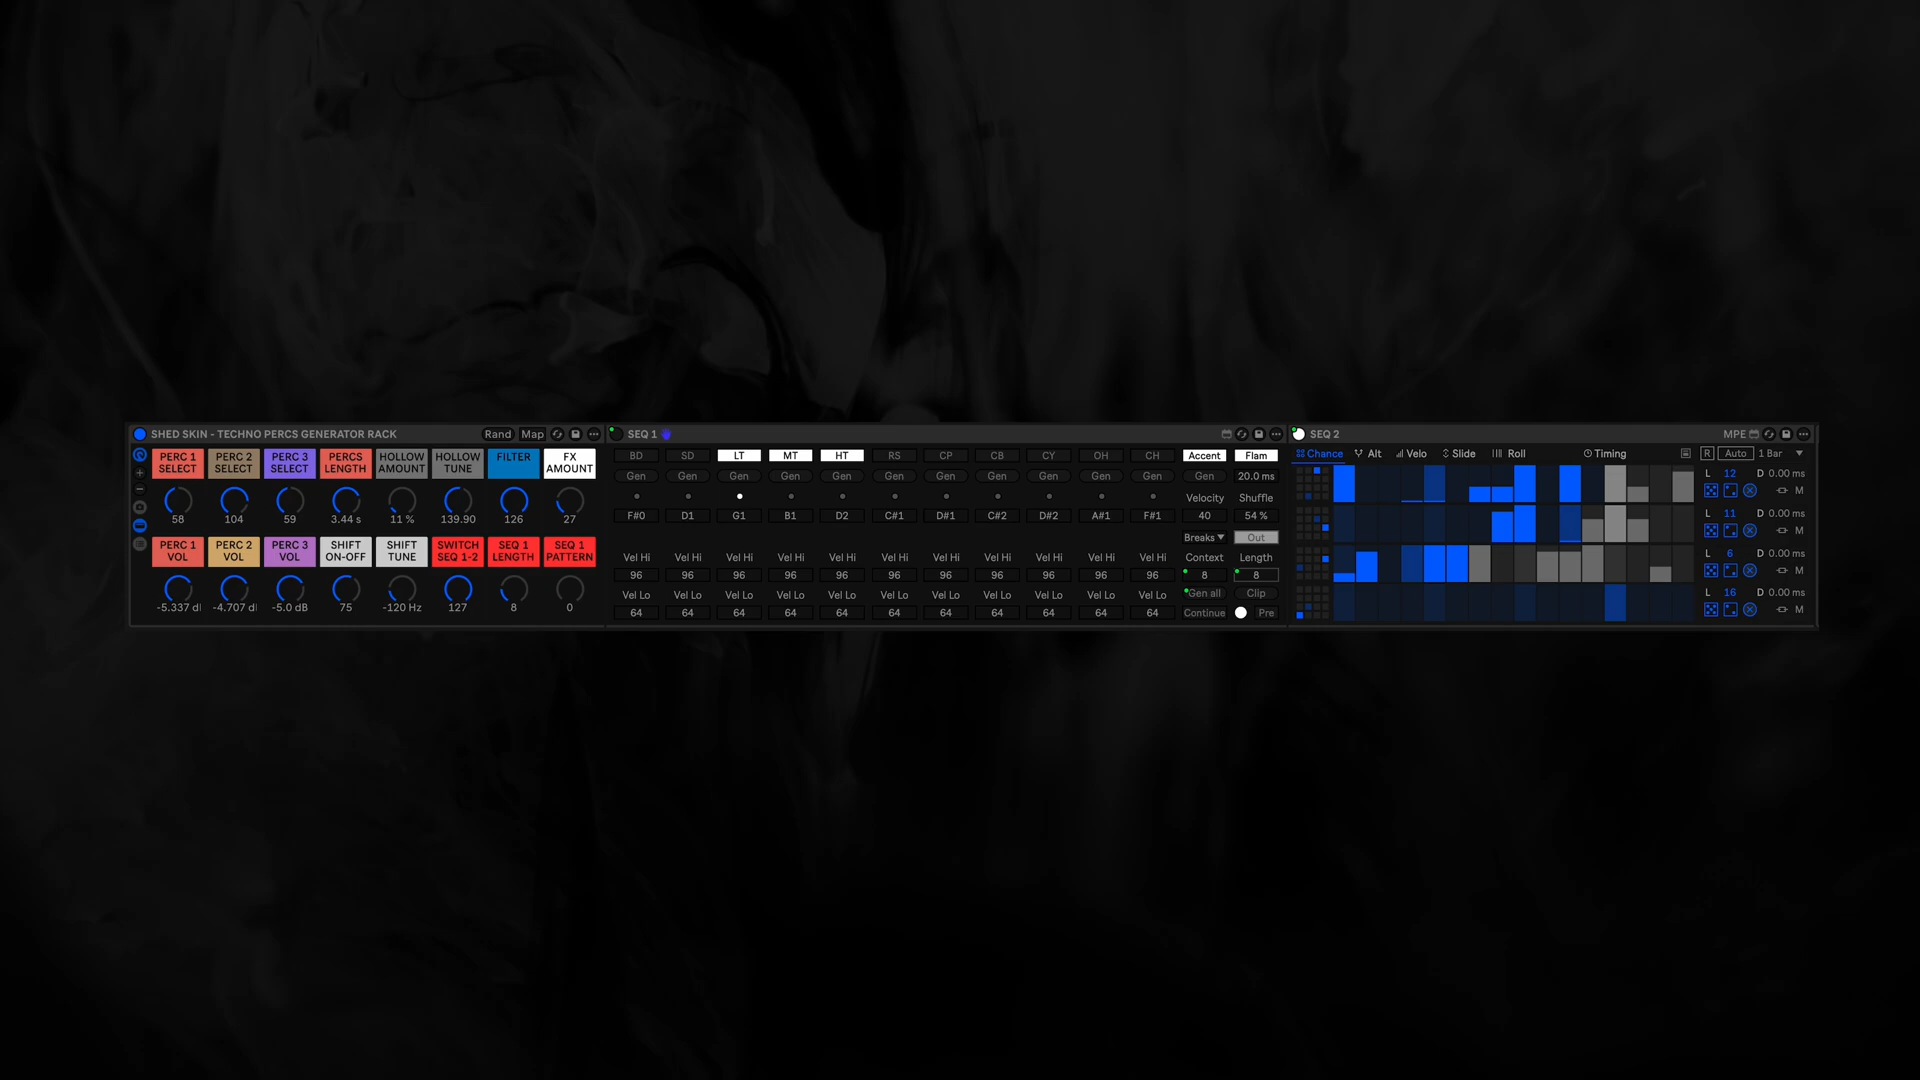 SHED SKIN - TECHNO PERCS GENERATOR RACK Rand Map
PERC 1 SELECT PERC 2 SELECT PERC 3 SELECT PERCS LENGTH HOLLOW AMOUNT HOLLOW TUNE FILTER FX AMOUNT
58 104 59 3.44 s 11 % 139.90 126 27
PERC 1 VOL PERC 2 VOL PERC 3 VOL SHIFT ON-OFF SHIFT TUNE SWITCH SEQ 1-2 SEQ 1 LENGTH SEQ 1 PATTERN
-5.337 dl -4.707 dl -5.0 dB 75 -120 Hz 127 8 0
SEQ 1
BD SD LT MT HT RS CP CB CY OH CH Accent Flam
Gen Gen Gen Gen Gen Gen Gen Gen Gen Gen Gen Gen 20.0 ms
Velocity Shuffle
F#0 D1 G1 B1 D2 C#1 D#1 C#2 D#2 A#1 F#1 40 54 %
Breaks Out
Vel Hi Vel Hi Vel Hi Vel Hi Vel Hi Vel Hi Vel Hi Vel Hi Vel Hi Vel Hi Vel Hi Context Length
96 96 96 96 96 96 96 96 96 96 96 8 8
Vel Lo Vel Lo Vel Lo Vel Lo Vel Lo Vel Lo Vel Lo Vel Lo Vel Lo Vel Lo Vel Lo Gen all Clip
64 64 64 64 64 64 64 64 64 64 64 Continue Pre
SEQ 2 MPE
Chance Alt Velo Slide Roll Timing R Auto 1 Bar
L 12 D 0.00 ms
M
L 11 D 0.00 ms
M
L 6 D 0.00 ms
M
L 16 D 0.00 ms
M